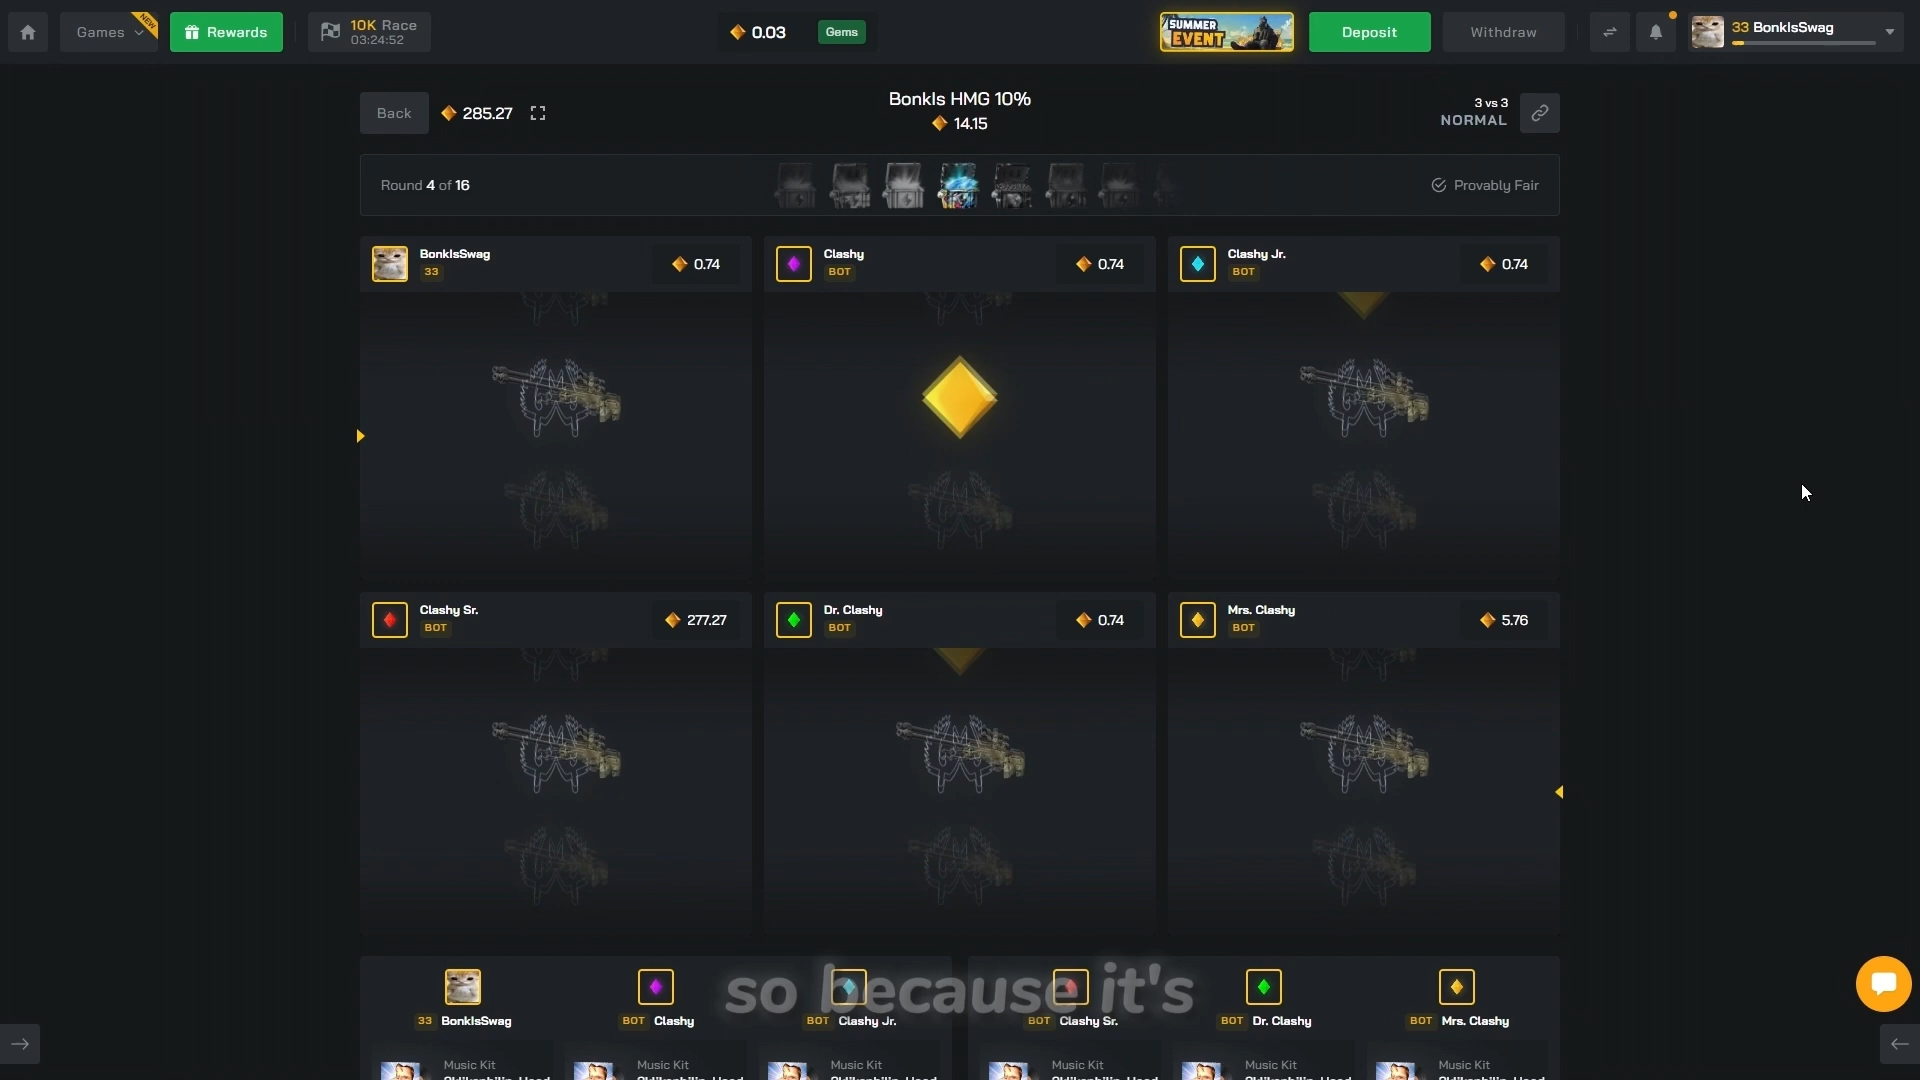 Games
NEW
Rewards
10K Race
03:24:52
0.03
Gems
SUMMER
EVENT
Deposit
Withdraw
33 BonkIsSwag
Back
285.27
BonkIs HMG 10%
14.15
3 vs 3
NORMAL
Round 4 of 16
Provably Fair
BonkIsSwag
33
0.74
Clashy
BOT
0.74
Clashy Jr.
BOT
0.74
Clashy Sr.
BOT
277.27
Dr. Clashy
BOT
0.74
Mrs. Clashy
BOT
5.76
so because it's
33 BonkIsSwag
BOT Clashy
BOT Clashy Jr.
BOT Clashy Sr.
BOT Dr. Clashy
BOT Mrs. Clashy
Music Kit
Music Kit
Music Kit
Music Kit
Music Kit
Music Kit